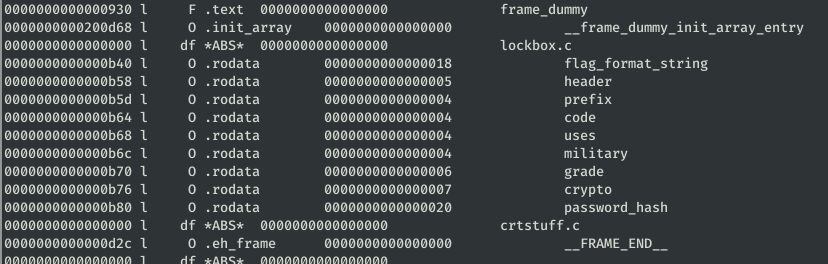 0000000000000930 l     F .text  0000000000000000              frame_dummy
0000000000200d68 l     O .init_array     0000000000000000              __frame_dummy_init_array_entry
0000000000000000 l    df *ABS*  0000000000000000              lockbox.c
0000000000000b40 l     O .rodata         0000000000000018              flag_format_string
0000000000000b58 l     O .rodata         0000000000000005              header
0000000000000b5d l     O .rodata         0000000000000004              prefix
0000000000000b64 l     O .rodata         0000000000000004              code
0000000000000b68 l     O .rodata         0000000000000004              uses
0000000000000b6c l     O .rodata         0000000000000004              military
0000000000000b70 l     O .rodata         0000000000000006              grade
0000000000000b76 l     O .rodata         0000000000000007              crypto
0000000000000b80 l     O .rodata         0000000000000020              password_hash
0000000000000000 l    df *ABS*  0000000000000000              crtstuff.c
0000000000000d2c l     O .eh_frame       0000000000000000              __FRAME_END__
0000000000000000 l    df *ABS*  0000000000000000